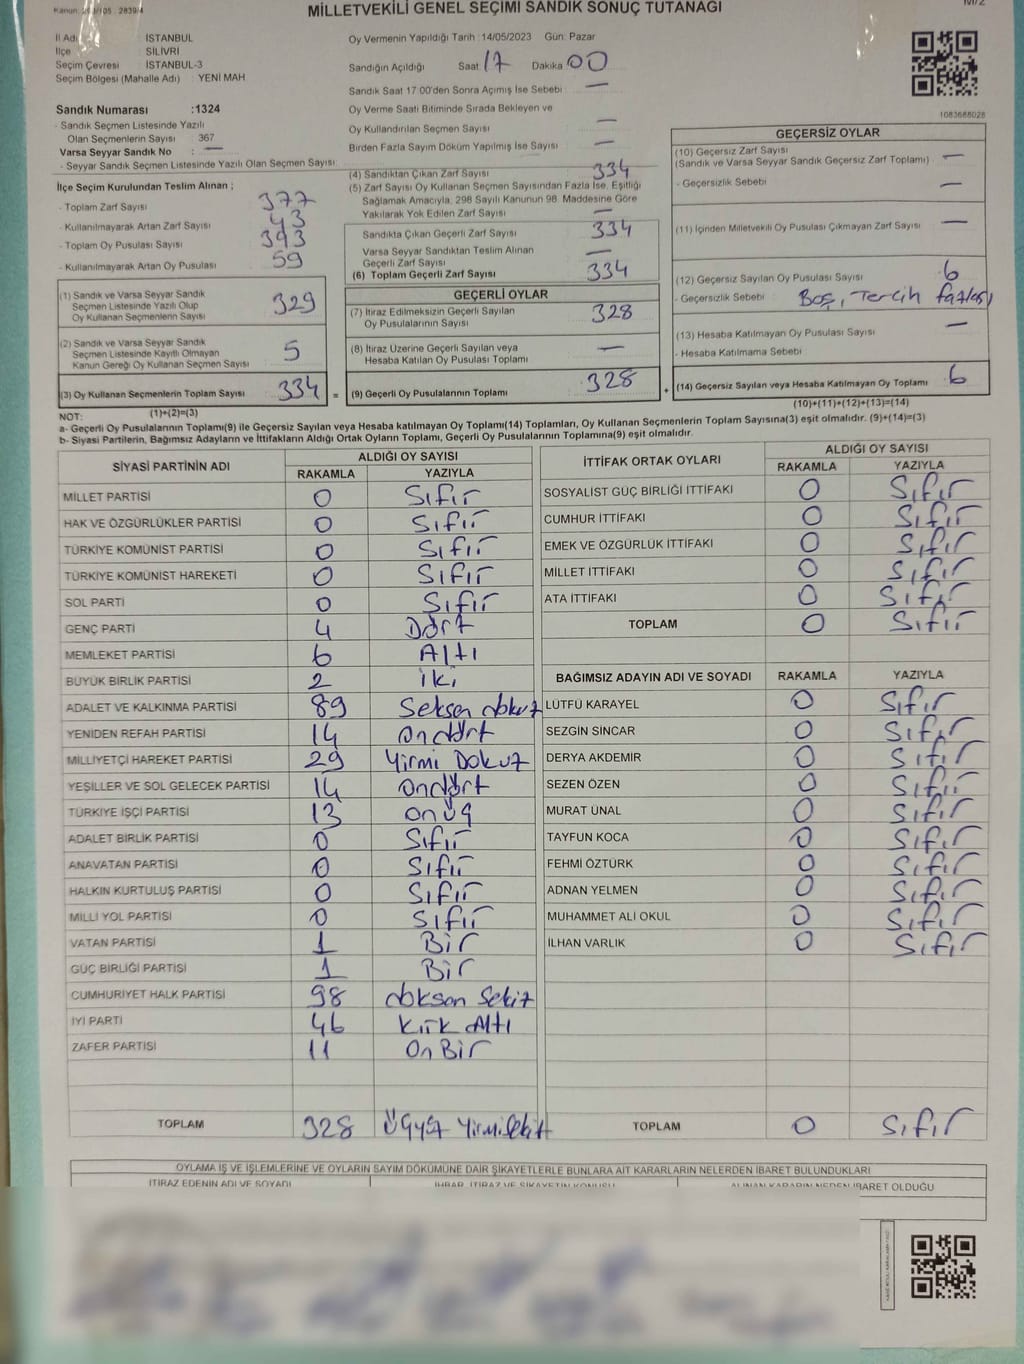 Kanun: 298/105 2839/4
MİLLETVEKİLİ GENEL SEÇİMİ SANDIK SONUÇ TUTANAĞI
M/2
İl Adı İSTANBUL
İlçe SİLİVRİ
Seçim Çevresi İSTANBUL-3
Seçim Bölgesi (Mahalle Adı) : YENİ MAH.
Sandık Numarası :1324
- Sandık Seçmen Listesinde Yazılı
Olan Seçmenlerin Sayısı 367
Varsa Seyyar Sandık No : —
- Seyyar Sandık Seçmen Listesinde Yazılı Olan Seçmen Sayısı:
İlçe Seçim Kurulundan Teslim Alınan ;
- Toplam Zarf Sayısı 377
- Kullanılmayarak Artan Zarf Sayısı 43
- Toplam Oy Pusulası Sayısı 393
- Kullanılmayarak Artan Oy Pusulası 59
(1) Sandık ve Varsa Seyyar Sandık
Seçmen Listesinde Yazılı Olup
Oy Kullanan Seçmenlerin Sayısı 329
(2) Sandık ve Varsa Seyyar Sandık
Seçmen Listesinde Kayıtlı Olmayan
Kanun Gereği Oy Kullanan Seçmen Sayısı 5
(3) Oy Kullanan Seçmenlerin Toplam Sayısı 334 =
(1)+(2)=(3)
Oy Vermenin Yapıldığı Tarih :14/05/2023 Gün: Pazar
Sandığın Açıldığı Saat 17 Dakika 00
Sandık Saat 17.00'den Sonra Açımış İse Sebebi : —
Oy Verme Saati Bitiminde Sırada Bekleyen ve
Oy Kullandırılan Seçmen Sayısı —
Birden Fazla Sayım Döküm Yapılmış İse Sayısı : —
(4) Sandıktan Çıkan Zarf Sayısı 334
(5) Zarf Sayısı Oy Kullanan Seçmen Sayısından Fazla İse, Eşitliği
Sağlamak Amacıyla, 298 Sayılı Kanunun 98. Maddesine Göre
Yakılarak Yok Edilen Zarf Sayısı —
Sandıkta Çıkan Geçerli Zarf Sayısı 334
Varsa Seyyar Sandıktan Teslim Alınan
Geçerli Zarf Sayısı —
(6) Toplam Geçerli Zarf Sayısı 334
GEÇERLİ OYLAR
(7) İtiraz Edilmeksizin Geçerli Sayılan
Oy Pusulalarının Sayısı 328
(8) İtiraz Üzerine Geçerli Sayılan veya
Hesaba Katılan Oy Pusulası Toplamı —
(9) Geçerli Oy Pusulalarının Toplamı 328 +
1083688028
GEÇERSİZ OYLAR
(10) Geçersiz Zarf Sayısı
(Sandık ve Varsa Seyyar Sandık Geçersiz Zarf Toplamı) —
- Geçersizlik Sebebi —
(11) İçinden Milletvekili Oy Pusulası Çıkmayan Zarf Sayısı —
(12) Geçersiz Sayılan Oy Pusulası Sayısı 6
- Geçersizlik Sebebi Boş, Tercih fazlası
(13) Hesaba Katılmayan Oy Pusulası Sayısı —
- Hesaba Katılmama Sebebi
(14) Geçersiz Sayılan veya Hesaba Katılmayan Oy Toplamı 6
(10)+(11)+(12)+(13)=(14)
NOT:
a- Geçerli Oy Pusulalarının Toplamı(9) ile Geçersiz Sayılan veya Hesaba katılmayan Oy Toplamı(14) Toplamları, Oy Kullanan Seçmenlerin Toplam Sayısına(3) eşit olmalıdır. (9)+(14)=(3)
b- Siyasi Partilerin, Bağımsız Adayların ve İttifakların Aldığı Ortak Oyların Toplamı, Geçerli Oy Pusulalarının Toplamına(9) eşit olmalıdır.
SİYASİ PARTİNİN ADI ALDIĞI OY SAYISI
RAKAMLA YAZIYLA
MİLLET PARTİSİ 0 Sıfır
HAK VE ÖZGÜRLÜKLER PARTİSİ 0 Sıfır
TÜRKİYE KOMÜNİST PARTİSİ 0 Sıfır
TÜRKİYE KOMÜNİST HAREKETİ 0 Sıfır
SOL PARTİ 0 Sıfır
GENÇ PARTİ 4 Dört
MEMLEKET PARTİSİ 6 Altı
BÜYÜK BİRLİK PARTİSİ 2 iki
ADALET VE KALKINMA PARTİSİ 89 Seksen dokuz
YENİDEN REFAH PARTİSİ 14 ondört
MİLLİYETÇİ HAREKET PARTİSİ 29 Yirmi Dokuz
YEŞİLLER VE SOL GELECEK PARTİSİ 14 ondört
TÜRKİYE İŞÇİ PARTİSİ 13 onüç
ADALET BİRLİK PARTİSİ 0 Sıfır
ANAVATAN PARTİSİ 0 Sıfır
HALKIN KURTULUŞ PARTİSİ 0 Sıfır
MİLLİ YOL PARTİSİ 0 Sıfır
VATAN PARTİSİ 1 Bir
GÜÇ BİRLİĞİ PARTİSİ 1 Bir
CUMHURİYET HALK PARTİSİ 98 doksan Sekiz
İYİ PARTİ 46 Kırk Altı
ZAFER PARTİSİ 11 On Bir
TOPLAM 328 Üçyüz Yirmisekiz
İTTİFAK ORTAK OYLARI ALDIĞI OY SAYISI
RAKAMLA YAZIYLA
SOSYALİST GÜÇ BİRLİĞİ İTTİFAKI 0 Sıfır
CUMHUR İTTİFAKI 0 Sıfır
EMEK VE ÖZGÜRLÜK İTTİFAKI 0 Sıfır
MİLLET İTTİFAKI 0 Sıfır
ATA İTTİFAKI 0 Sıfır
TOPLAM 0 Sıfır
BAĞIMSIZ ADAYIN ADI VE SOYADI RAKAMLA YAZIYLA
LÜTFÜ KARAYEL 0 Sıfır
SEZGİN SİNCAR 0 Sıfır
DERYA AKDEMİR 0 Sıfır
SEZEN ÖZEN 0 Sıfır
MURAT ÜNAL 0 Sıfır
TAYFUN KOCA 0 Sıfır
FEHMİ ÖZTÜRK 0 Sıfır
ADNAN YELMEN 0 Sıfır
MUHAMMET ALİ OKUL 0 Sıfır
İLHAN VARLIK 0 Sıfır
TOPLAM 0 Sıfır
OYLAMA İŞ VE İŞLEMLERİNE VE OYLARIN SAYIM DÖKÜMÜNE DAİR ŞİKAYETLERLE BUNLARA AİT KARARLARIN NELERDEN İBARET BULUNDUKLARI
İTİRAZ EDENİN ADI VE SOYADI İHBAR, İTİRAZ VE ŞİKAYETİN KONUSU ALINAN KARARIN NEDEN İBARET OLDUĞU